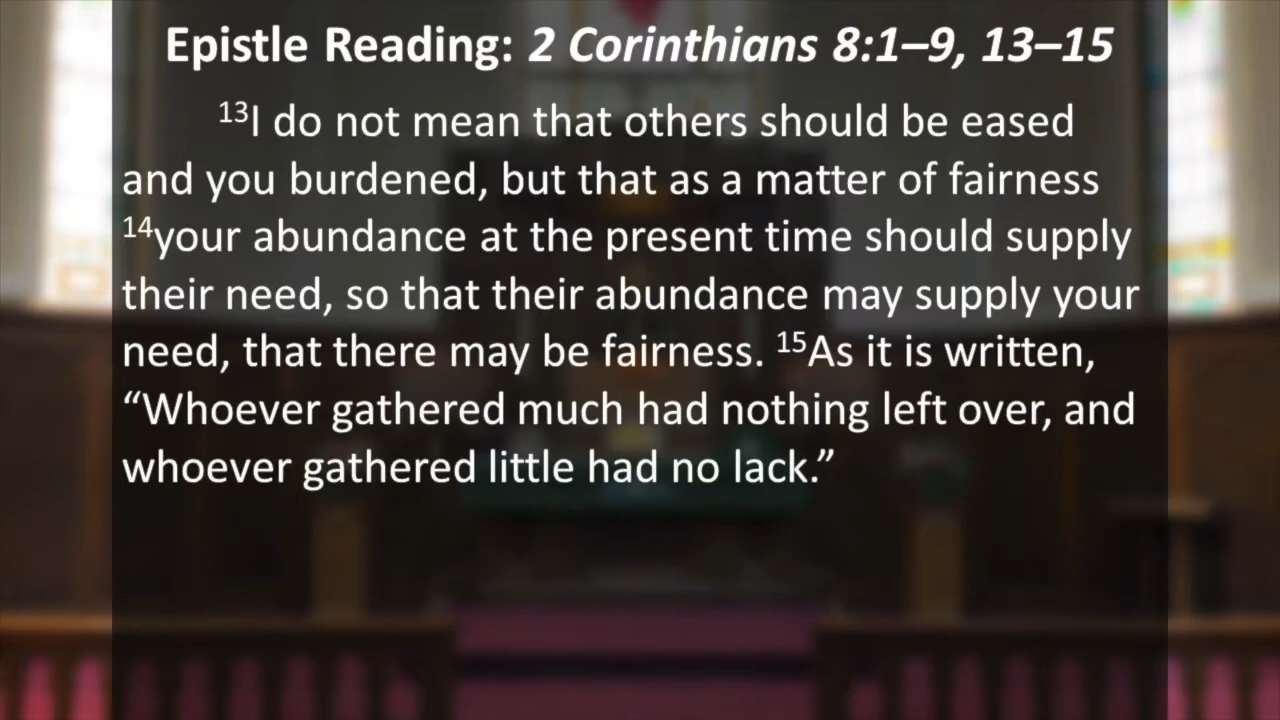 Epistle Reading: 2 Corinthians 8:1–9, 13–15
¹³I do not mean that others should be eased
and you burdened, but that as a matter of fairness
¹⁴your abundance at the present time should supply
their need, so that their abundance may supply your
need, that there may be fairness. ¹⁵As it is written,
“Whoever gathered much had nothing left over, and
whoever gathered little had no lack.”